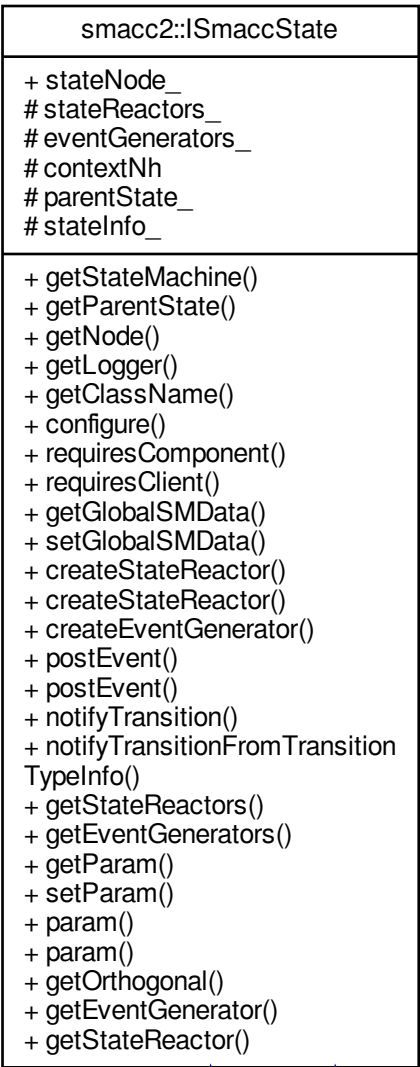 smacc2::ISmaccState
+ stateNode_
# stateReactors_
# eventGenerators_
# contextNh
# parentState_
# stateInfo_
+ getStateMachine()
+ getParentState()
+ getNode()
+ getLogger()
+ getClassName()
+ configure()
+ requiresComponent()
+ requiresClient()
+ getGlobalSMData()
+ setGlobalSMData()
+ createStateReactor()
+ createStateReactor()
+ createEventGenerator()
+ postEvent()
+ postEvent()
+ notifyTransition()
+ notifyTransitionFromTransition
TypeInfo()
+ getStateReactors()
+ getEventGenerators()
+ getParam()
+ setParam()
+ param()
+ param()
+ getOrthogonal()
+ getEventGenerator()
+ getStateReactor()